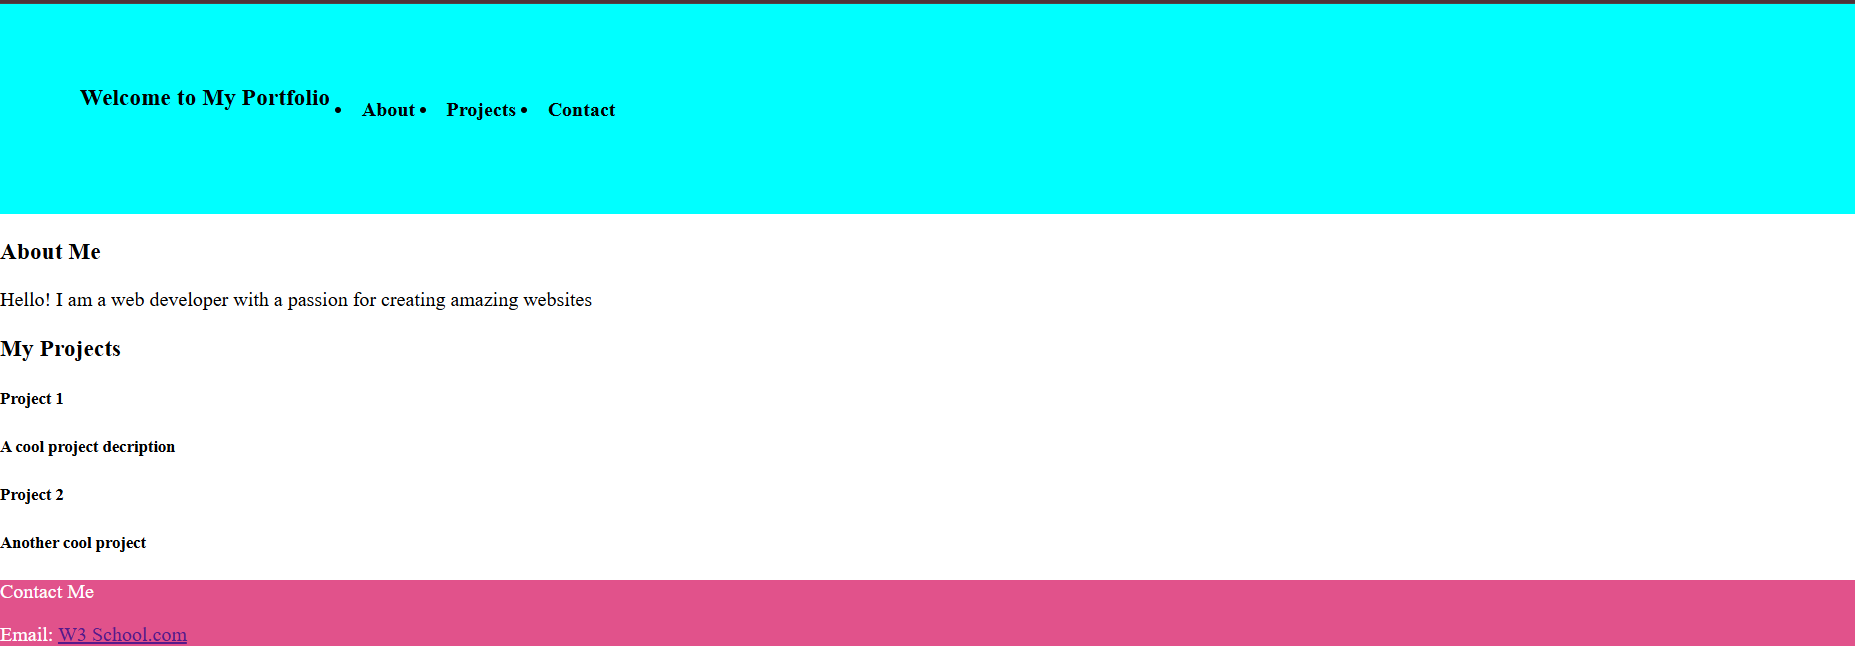 Welcome to My Portfolio • About • Projects • Contact
About Me
Hello! I am a web developer with a passion for creating amazing websites
My Projects
Project 1
A cool project decription
Project 2
Another cool project
Contact Me
Email: W3 School.com